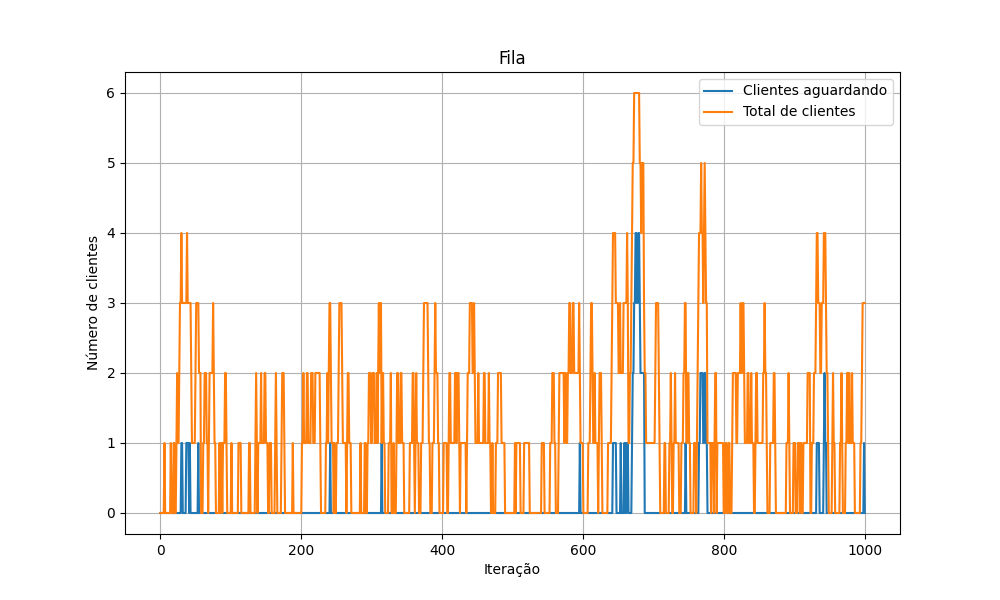 Fila
Clientes aguardando
Total de clientes
Número de clientes
6
5
4
3
2
1
0
0 200 400 600 800 1000
Iteração